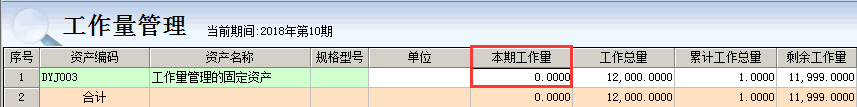 工作量管理 当前期间:2018年第10期
序号 资产编码 资产名称 规格型号 单位 本期工作量 工作总量 累计工作总量 剩余工作量
1 DYJ003 工作量管理的固定资产 0.0000 12,000.0000 1.0000 11,999.0000
2 合计 0.0000 12,000.0000 1.0000 11,999.0000